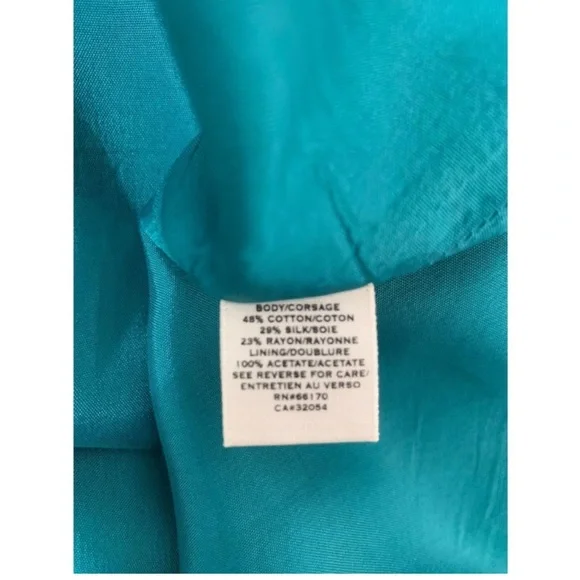 BODY/CORSAGE
48% COTTON/COTON
29% SILK/SOIE
23% RAYON/RAYONNE
LINING/DOUBLURE
100% ACETATE/ACETATE
SEE REVERSE FOR CARE/
ENTRETIEN AU VERSO
RN#66170
CA#32054